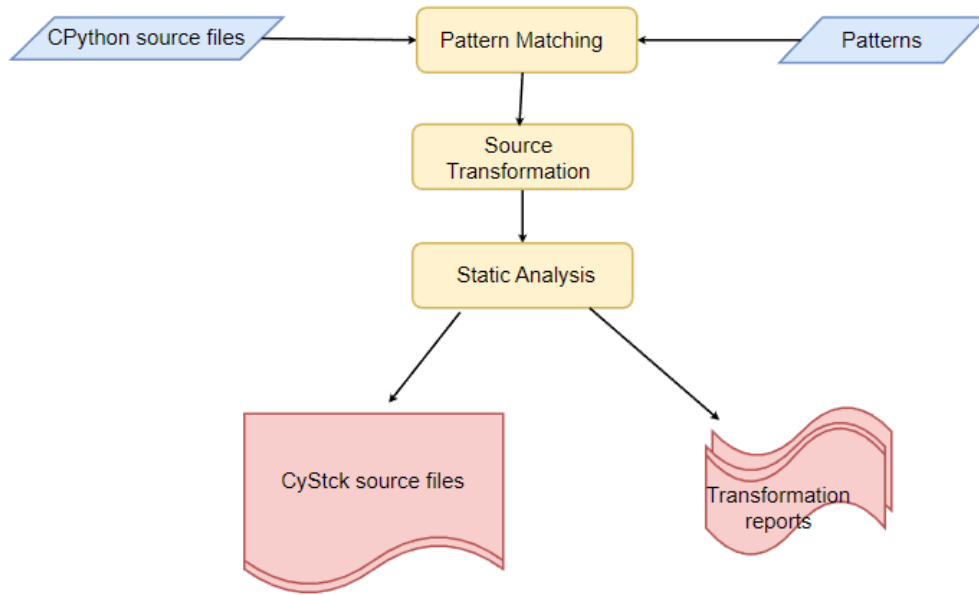 CPython source files
Pattern Matching
Patterns
Source
Transformation
Static Analysis
CyStck source files
Transformation
reports